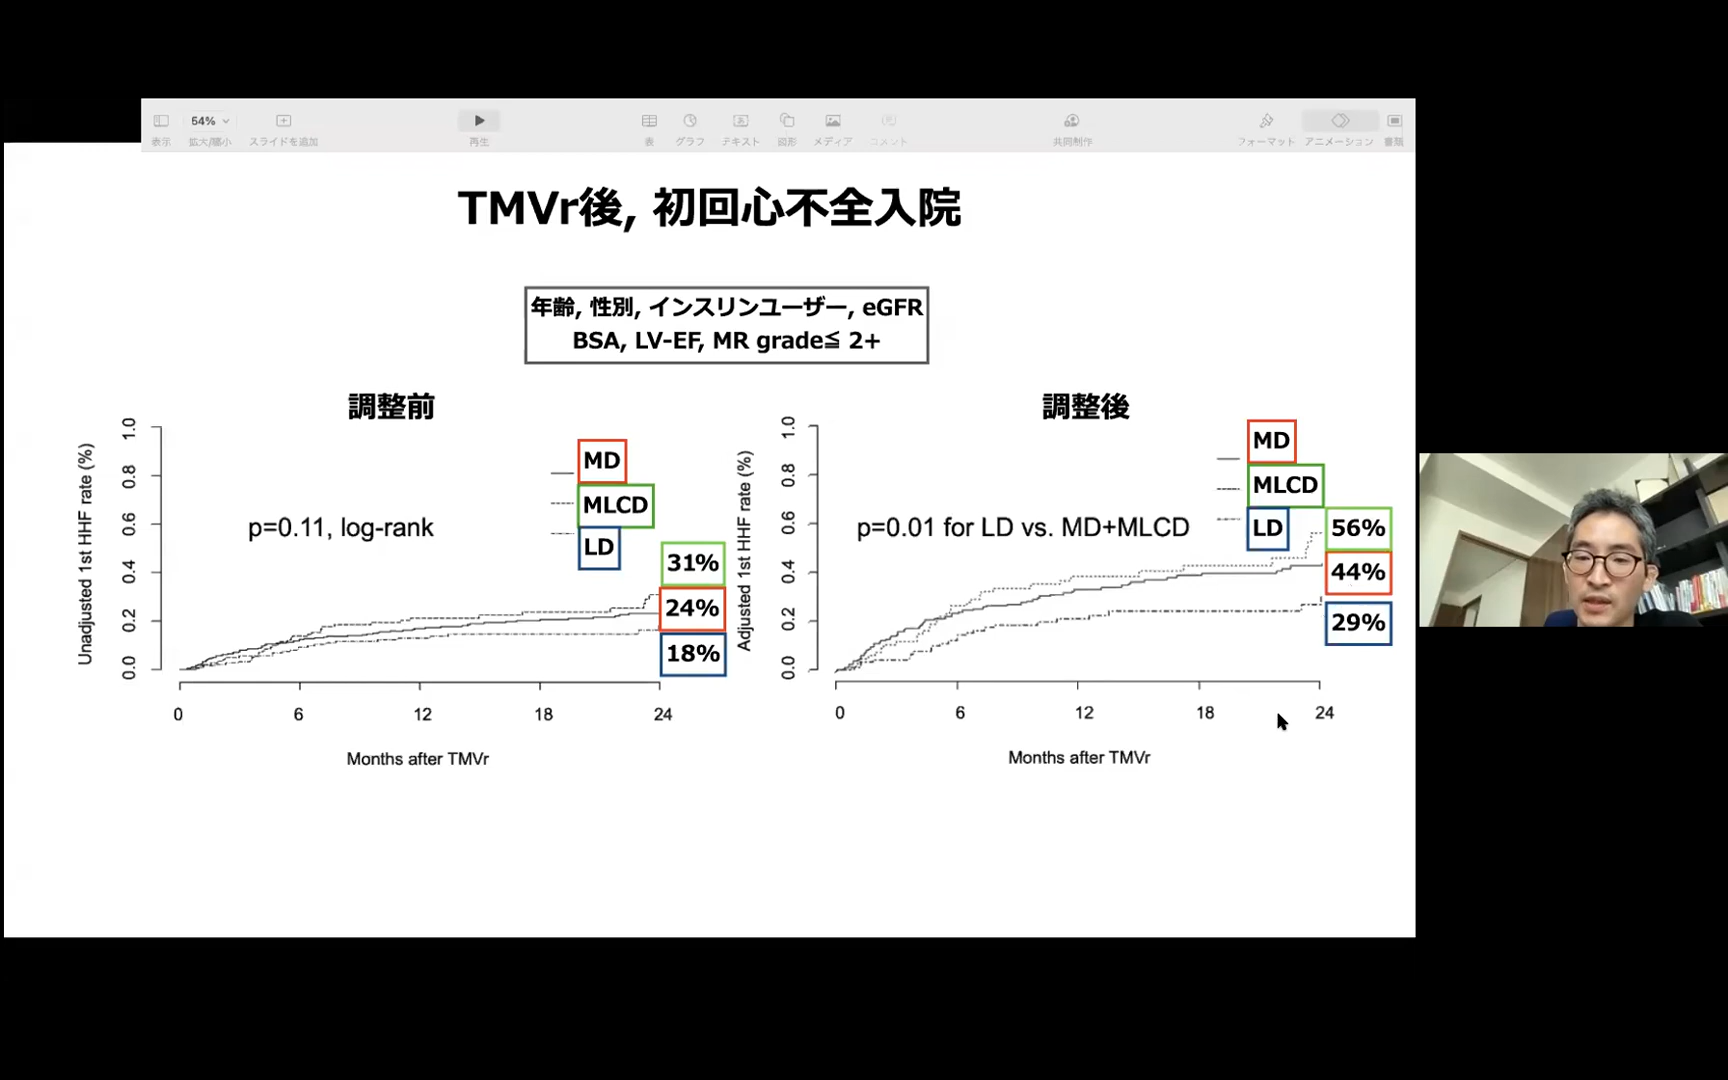 54%
表示
拡大/縮小
スライドを追加
再生
表
グラフ
テキスト
図形
メディア
コメント
共同制作
フォーマット
アニメーション
書類
TMVr後, 初回心不全入院
年齢, 性別, インスリンユーザー, eGFR
BSA, LV-EF, MR grade≦ 2+
調整前
Unadjusted 1st HHF rate (%)
1.0
0.8
0.6
0.4
0.2
0.0
MD
MLCD
LD
p=0.11, log-rank
31%
24%
18%
0 6 12 18 24
Months after TMVr
調整後
Adjusted 1st HHF rate (%)
1.0
0.8
0.6
0.4
0.2
0.0
MD
MLCD
LD
p=0.01 for LD vs. MD+MLCD
56%
44%
29%
0 6 12 18 24
Months after TMVr